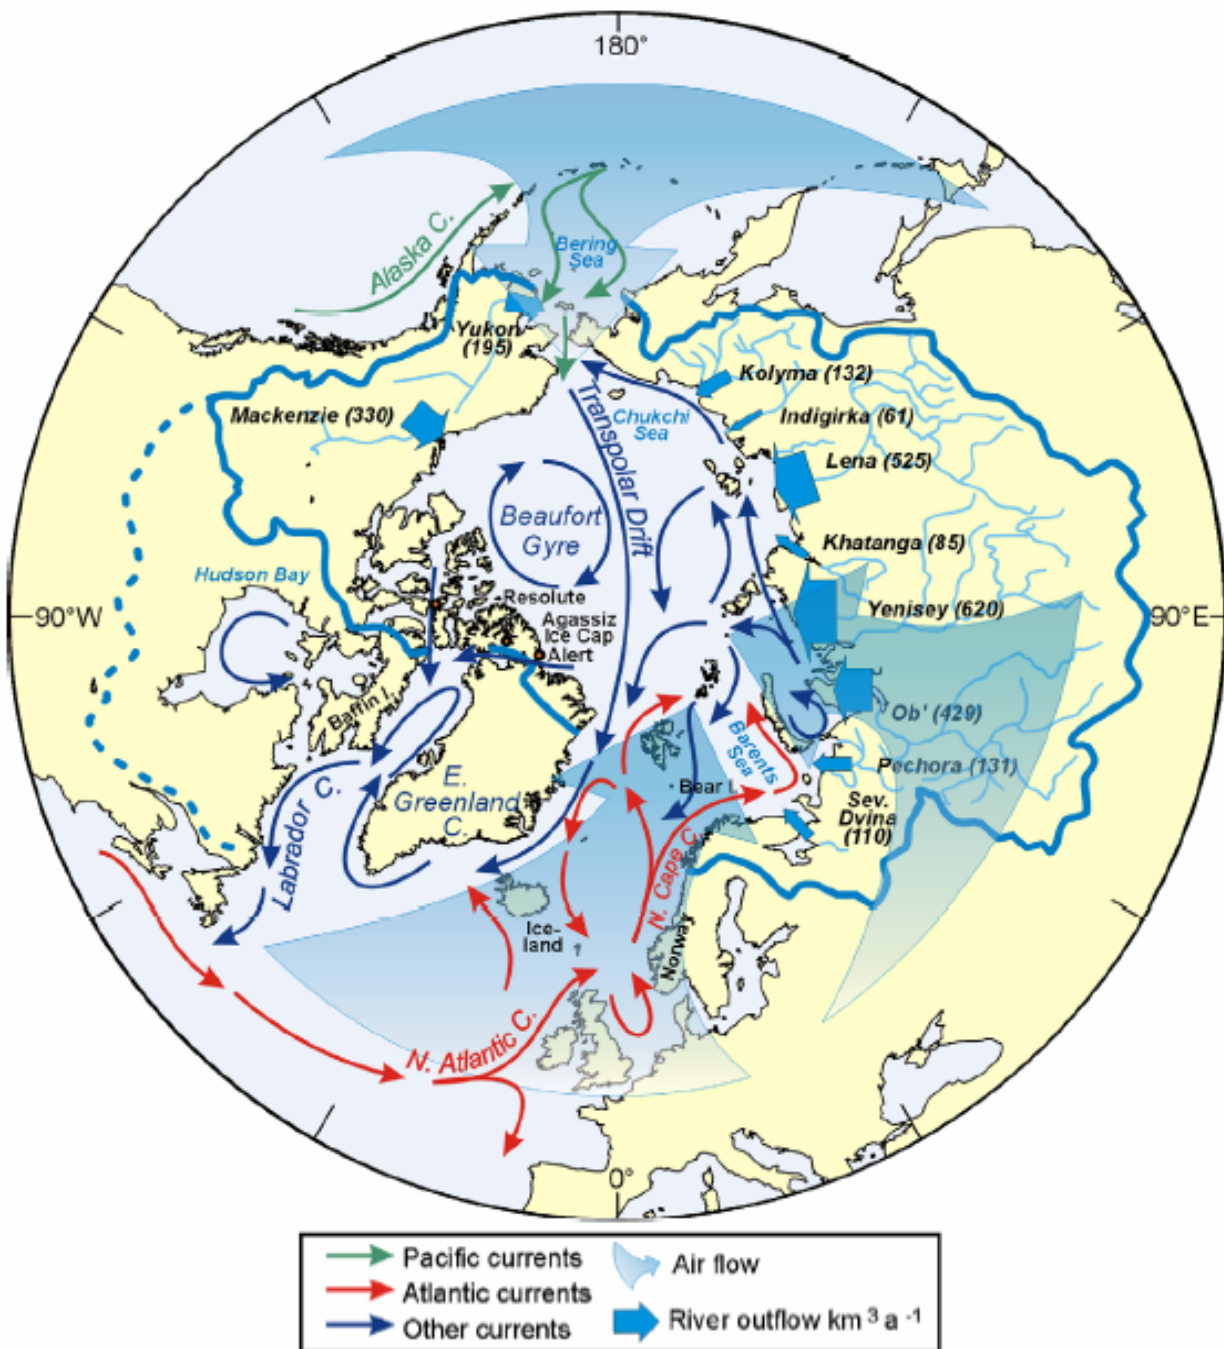 180°
Alaska C.
Bering
Sea
Yukon
(195)
Kolyma (132)
Mackenzie (330)
Indigirka (61)
Chukchi
Sea
Transpolar Drift
Lena (525)
Beaufort
Gyre
Khatanga (85)
Hudson Bay
Resolute
Yenisey (620)
90°W
90°E
Agassiz
Ice Cap
Alert
Baffin I.
Ob' (429)
Barents
Sea
Pechora (131)
Bear I.
E.
Greenland
C.
Sev.
Dvina
(110)
Labrador C.
N. Cape C.
Ice-
land
Norway
N. Atlantic C.
0°
Pacific currents
Air flow
Atlantic currents
Other currents
River outflow km³ a⁻¹